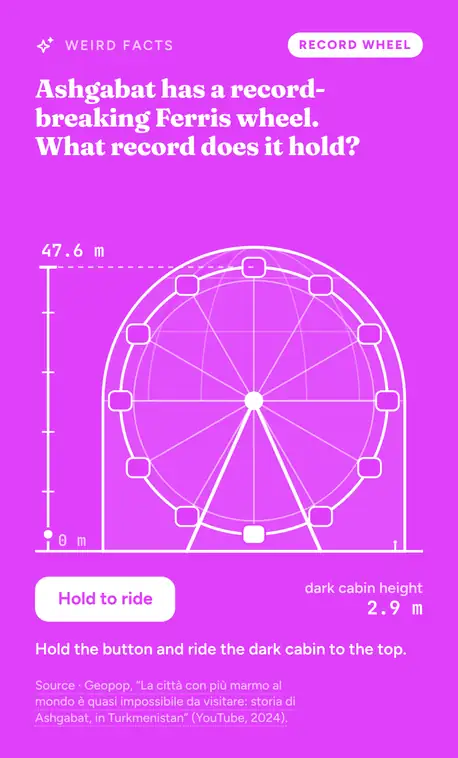 WEIRD FACTS
RECORD WHEEL
Ashgabat has a record-
breaking Ferris wheel.
What record does it hold?
47.6 m
0 m
Hold to ride
dark cabin height
2.9 m
Hold the button and ride the dark cabin to the top.
Source · Geopop, "La città con più marmo al
mondo è quasi impossibile da visitare: storia di
Ashgabat, in Turkmenistan" (YouTube, 2024).